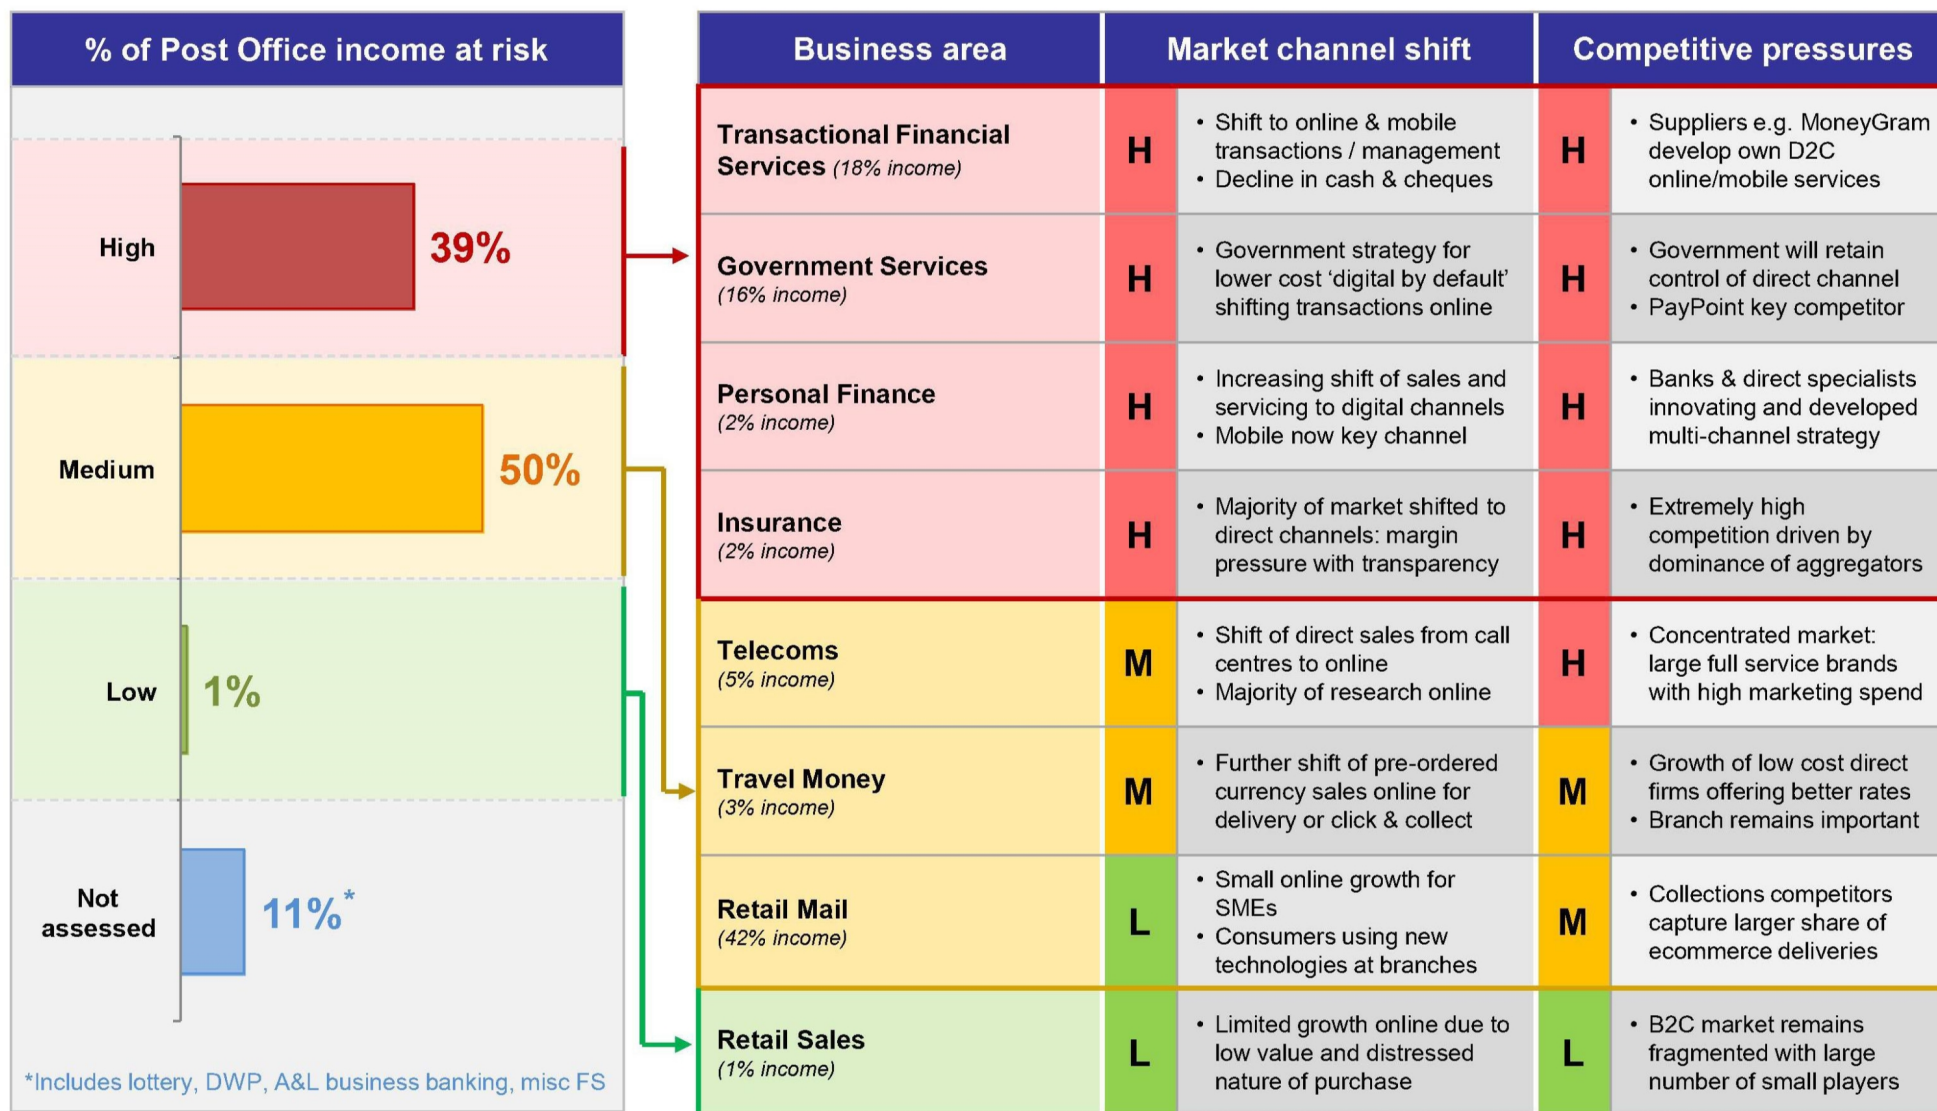 % of Post Office income at risk
High
39%
Medium
50%
Low
1%
Not
assessed
11%*
*Includes lottery, DWP, A&L business banking, misc FS
Business area
Market channel shift
Competitive pressures
Transactional Financial
Services (18% income)
H
• Shift to online & mobile
transactions / management
• Decline in cash & cheques
H
• Suppliers e.g. MoneyGram
develop own D2C
online/mobile services
Government Services
(16% income)
H
• Government strategy for
lower cost ‘digital by default’
shifting transactions online
H
• Government will retain
control of direct channel
• PayPoint key competitor
Personal Finance
(2% income)
H
• Increasing shift of sales and
servicing to digital channels
• Mobile now key channel
H
• Banks & direct specialists
innovating and developed
multi-channel strategy
Insurance
(2% income)
H
• Majority of market shifted to
direct channels: margin
pressure with transparency
H
• Extremely high
competition driven by
dominance of aggregators
Telecoms
(5% income)
M
• Shift of direct sales from call
centres to online
• Majority of research online
H
• Concentrated market:
large full service brands
with high marketing spend
Travel Money
(3% income)
M
• Further shift of pre-ordered
currency sales online for
delivery or click & collect
M
• Growth of low cost direct
firms offering better rates
• Branch remains important
Retail Mail
(42% income)
L
• Small online growth for
SMEs
• Consumers using new
technologies at branches
M
• Collections competitors
capture larger share of
ecommerce deliveries
Retail Sales
(1% income)
L
• Limited growth online due to
low value and distressed
nature of purchase
L
• B2C market remains
fragmented with large
number of small players